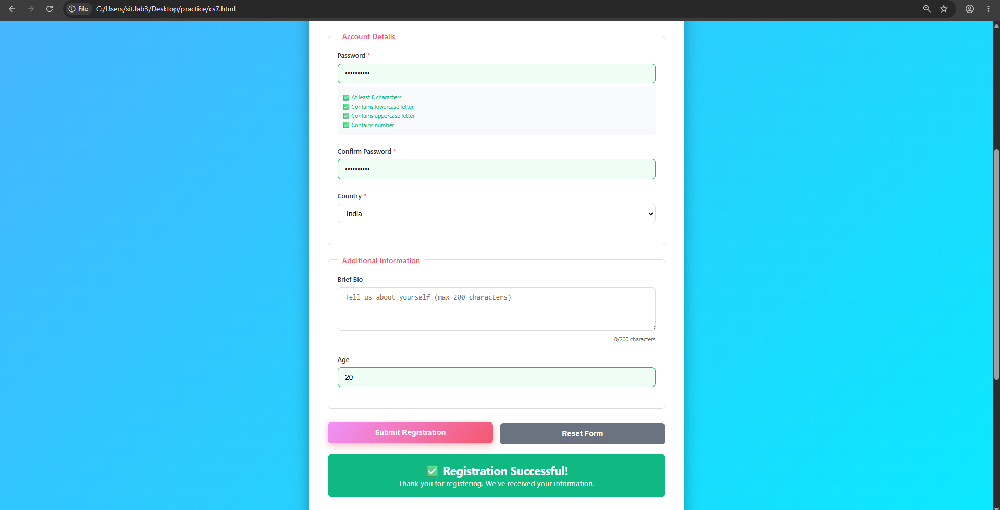 File C:/Users/sit.lab3/Desktop/practice/cs7.html
Account Details
Password *
••••••••••
✅ At least 8 characters
✅ Contains lowercase letter
✅ Contains uppercase letter
✅ Contains number
Confirm Password *
••••••••••
Country *
India
Additional Information
Brief Bio
Tell us about yourself (max 200 characters)
0/200 characters
Age
20
Submit Registration Reset Form
✅ Registration Successful!
Thank you for registering. We've received your information.